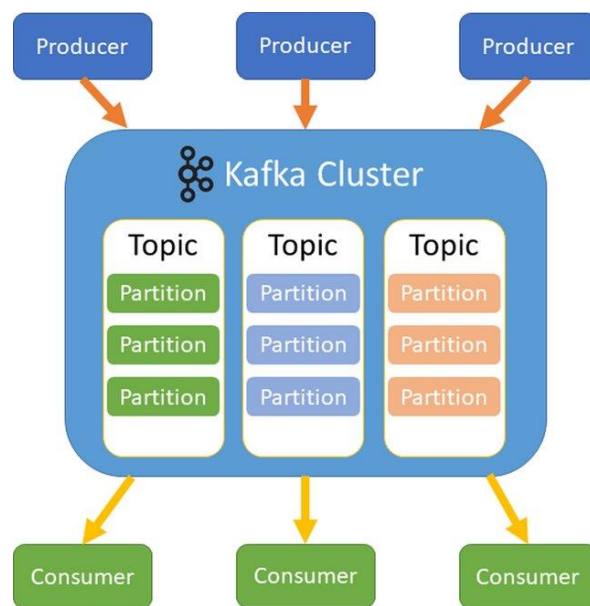 Producer
Producer
Producer
Kafka Cluster
Topic
Topic
Topic
Partition
Partition
Partition
Partition
Partition
Partition
Partition
Partition
Partition
Consumer
Consumer
Consumer